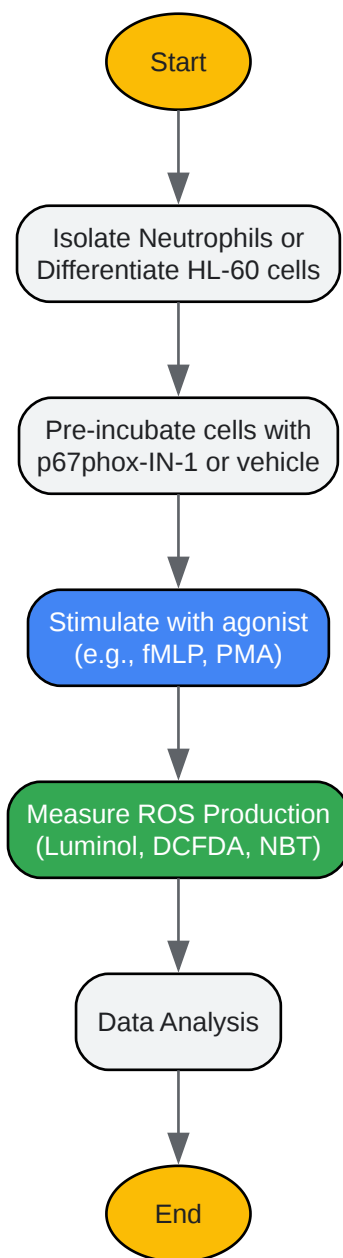 Start
Isolate Neutrophils or
Differentiate HL-60 cells
Pre-incubate cells with
p67phox-IN-1 or vehicle
Stimulate with agonist
(e.g., fMLP, PMA)
Measure ROS Production
(Luminol, DCFDA, NBT)
Data Analysis
End